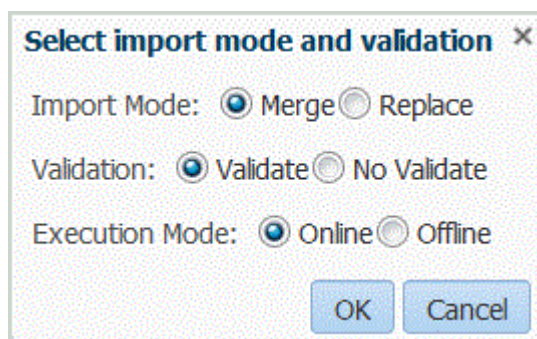 Select import mode and validation ×
Import Mode: Merge Replace
Validation: Validate No Validate
Execution Mode: Online Offline
OK Cancel